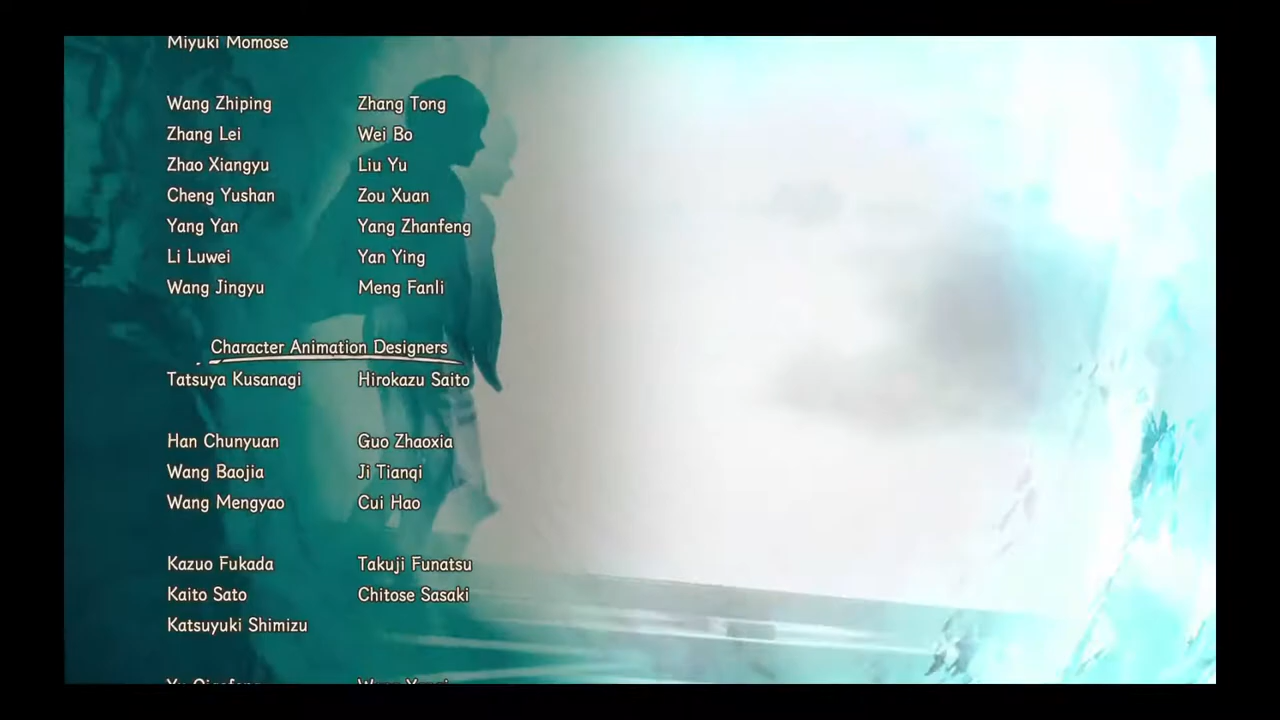 Miyuki Momose
Wang Zhiping Zhang Tong
Zhang Lei Wei Bo
Zhao Xiangyu Liu Yu
Cheng Yushan Zou Xuan
Yang Yan Yang Zhanfeng
Li Luwei Yan Ying
Wang Jingyu Meng Fanli
Character Animation Designers
Tatsuya Kusanagi Hirokazu Saito
Han Chunyuan Guo Zhaoxia
Wang Baojia Ji Tianqi
Wang Mengyao Cui Hao
Kazuo Fukada Takuji Funatsu
Kaito Sato Chitose Sasaki
Katsuyuki Shimizu